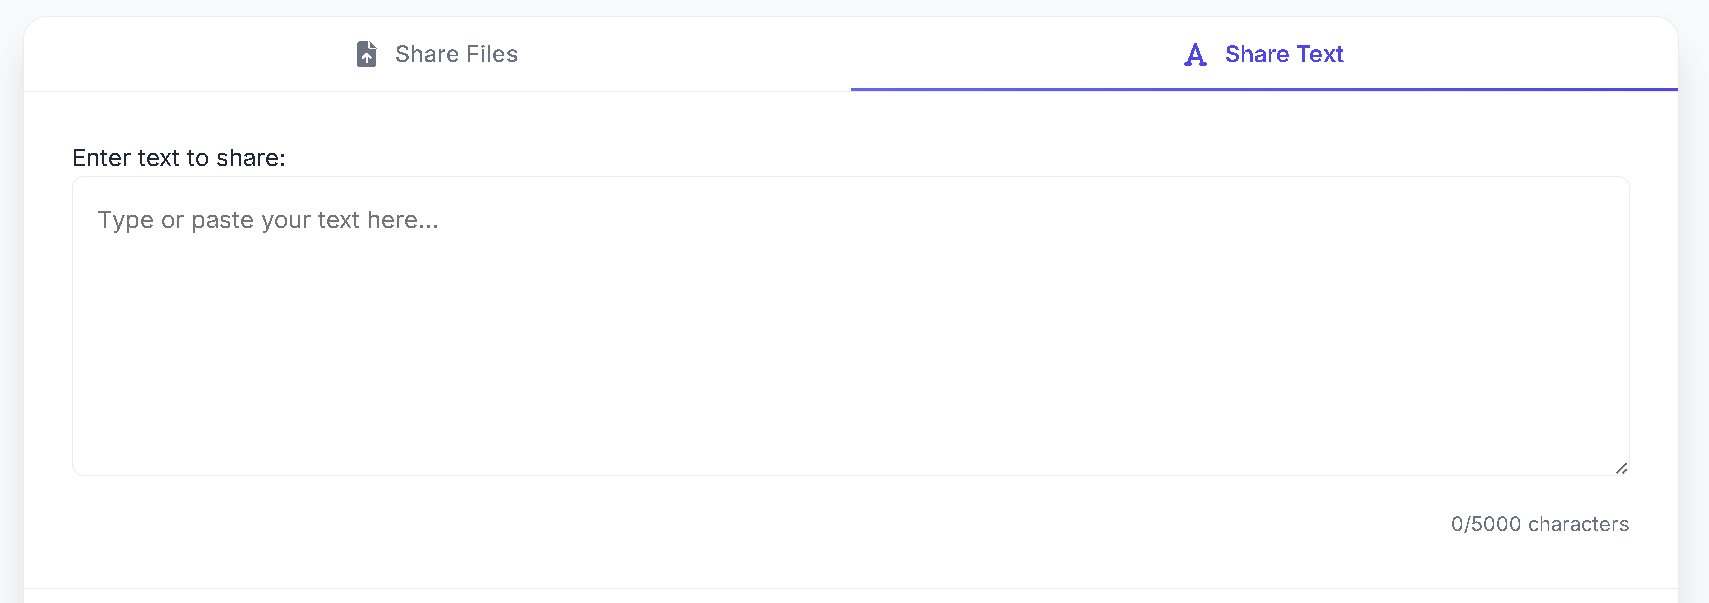 Share Files
Share Text
Enter text to share:
Type or paste your text here...
0/5000 characters